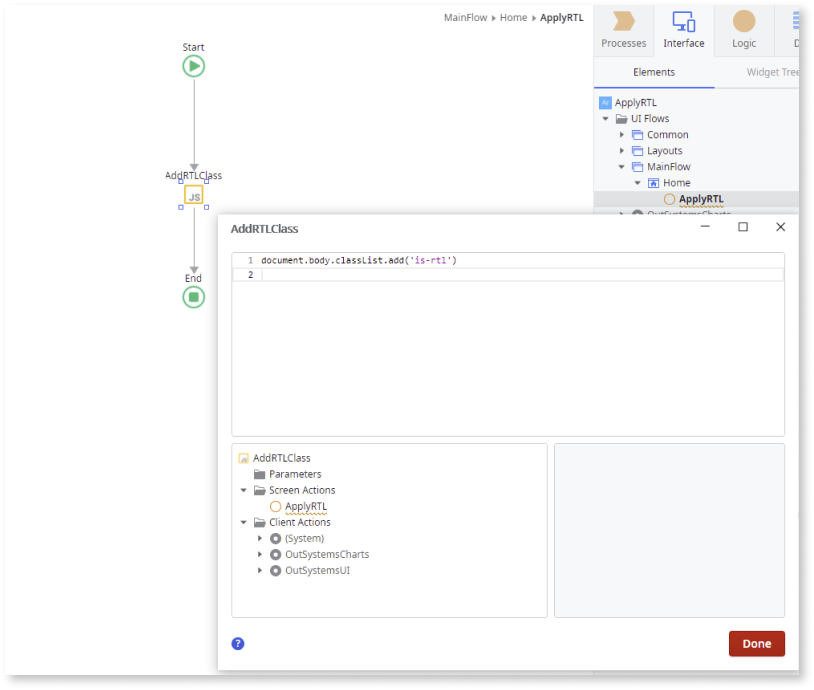 MainFlow ▸ Home ▸ ApplyRTL
Start
AddRTLClass
JS
End
Processes
Interface
Logic
D
Elements
Widget Tree
ApplyRTL
UI Flows
Common
Layouts
MainFlow
Home
ApplyRTL
OutSystemsCharts
AddRTLClass
1 document.body.classList.add('is-rtl')
2
AddRTLClass
Parameters
Screen Actions
ApplyRTL
Client Actions
(System)
OutSystemsCharts
OutSystemsUI
?
Done